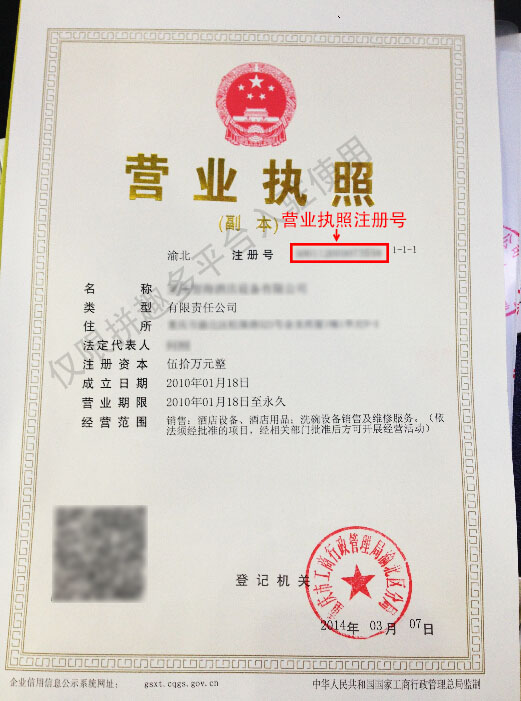 营业执照
(副 本)
营业执照注册号
渝北 注册号 1-1-1
名 称
类 型 有限责任公司
住 所
法定代表人
注册资本 伍拾万元整
成立日期 2010年01月18日
营业期限 2010年01月18日至永久
经营范围 销售：酒店设备、酒店用品；洗碗设备销售及维修服务。（依
法须经批准的项目，经相关部门批准后方可开展经营活动）
仅限拼趣多平台入驻使用
登记机关
重庆市工商行政管理局渝北区分局
2014年 03月 07日
企业信用信息公示系统网址： gsxt.cqgs.gov.cn
中华人民共和国国家工商行政管理总局监制